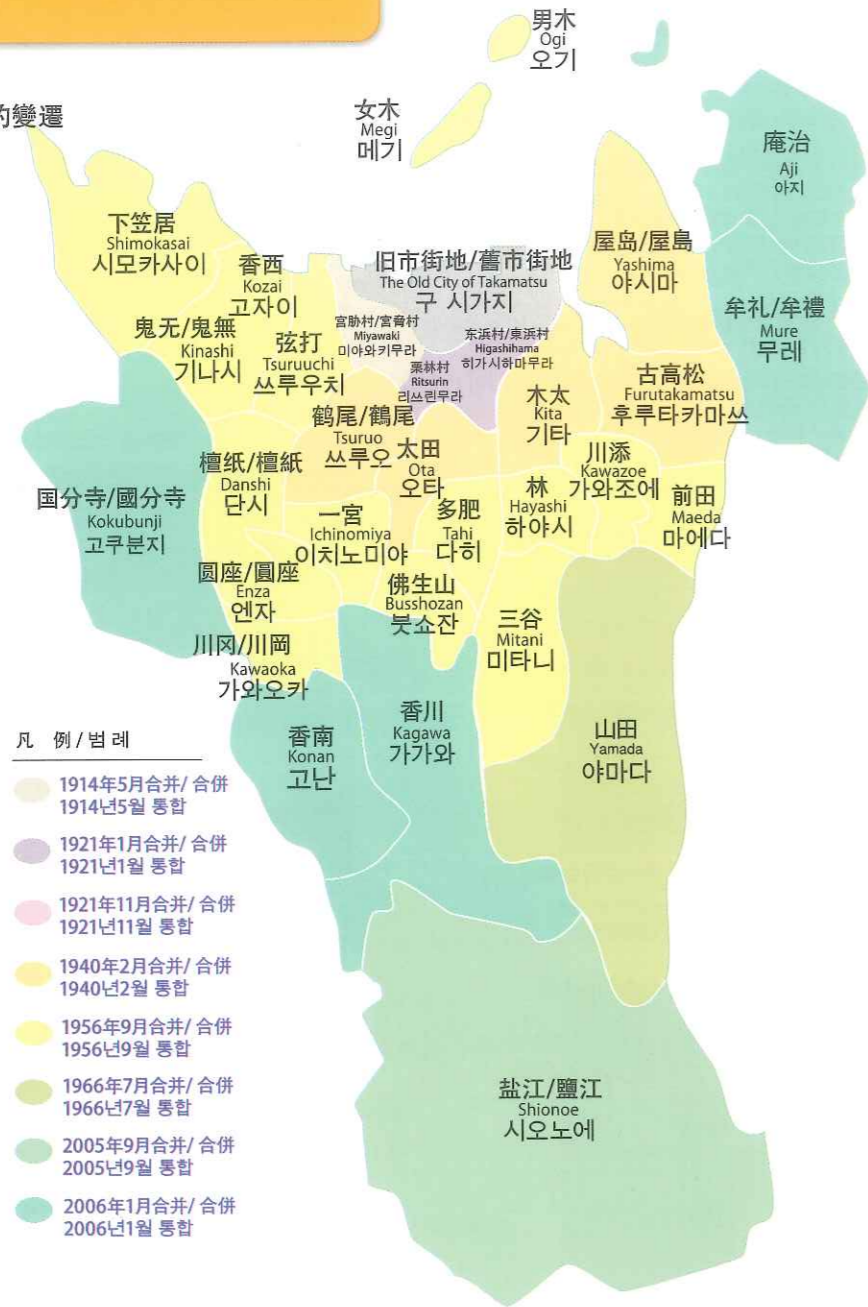 的變遷
男木
Ogi
오기
女木
Megi
메기
庵治
Aji
아지
下笠居
Shimokasai
시모카사이
香西
Kozai
고자이
旧市街地/舊市街地
The Old City of Takamatsu
구 시가지
屋岛/屋島
Yashima
야시마
牟礼/牟禮
Mure
무레
鬼无/鬼無
Kinashi
기나시
弦打
Tsuruuchi
쓰루우치
宮胁村/宮脅村
Miyawaki
미야와키무라
栗林村
Ritsurin
리쓰린무라
东浜村/東浜村
Higashihama
히가시하마무라
木太
Kita
기타
古高松
Furutakamatsu
후루타카마쓰
鹤尾/鶴尾
Tsuruo
쓰루오
太田
Ota
오타
檀纸/檀紙
Danshi
단시
国分寺/國分寺
Kokubunji
고쿠분지
一宮
Ichinomiya
이치노미야
多肥
Tahi
다히
林
Hayashi
하야시
川添
Kawazoe
가와조에
前田
Maeda
마에다
圆座/圓座
Enza
엔자
佛生山
Busshozan
붓쇼잔
三谷
Mitani
미타니
川冈/川岡
Kawaoka
가와오카
香南
Konan
고난
香川
Kagawa
가가와
山田
Yamada
야마다
盐江/鹽江
Shionoe
시오노에
凡 例/범례
1914年5月合并/ 合併
1914년5월 통합
1921年1月合并/ 合併
1921년1월 통합
1921年11月合并/ 合併
1921년11월 통합
1940年2月合并/ 合併
1940년2월 통합
1956年9月合并/ 合併
1956년9월 통합
1966年7月合并/ 合併
1966년7월 통합
2005年9月合并/ 合併
2005년9월 통합
2006年1月合并/ 合併
2006년1월 통합